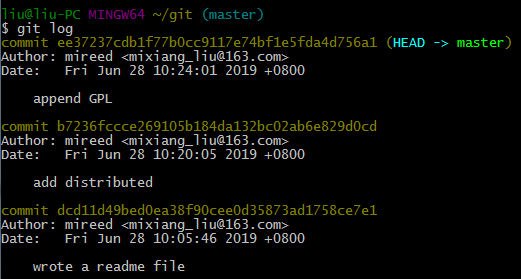 liu@liu-PC MINGW64 ~/git (master)
$ git log
commit ee37237cdb1f77b0cc9117e74bf1e5fda4d756a1 (HEAD -> master)
Author: mireed <mixiang_liu@163.com>
Date:   Fri Jun 28 10:24:01 2019 +0800
    append GPL
commit b7236fccce269105b184da132bc02ab6e829d0cd
Author: mireed <mixiang_liu@163.com>
Date:   Fri Jun 28 10:20:05 2019 +0800
    add distributed
commit dcd11d49bed0ea38f90cee0d35873ad1758ce7e1
Author: mireed <mixiang_liu@163.com>
Date:   Fri Jun 28 10:05:46 2019 +0800
    wrote a readme file